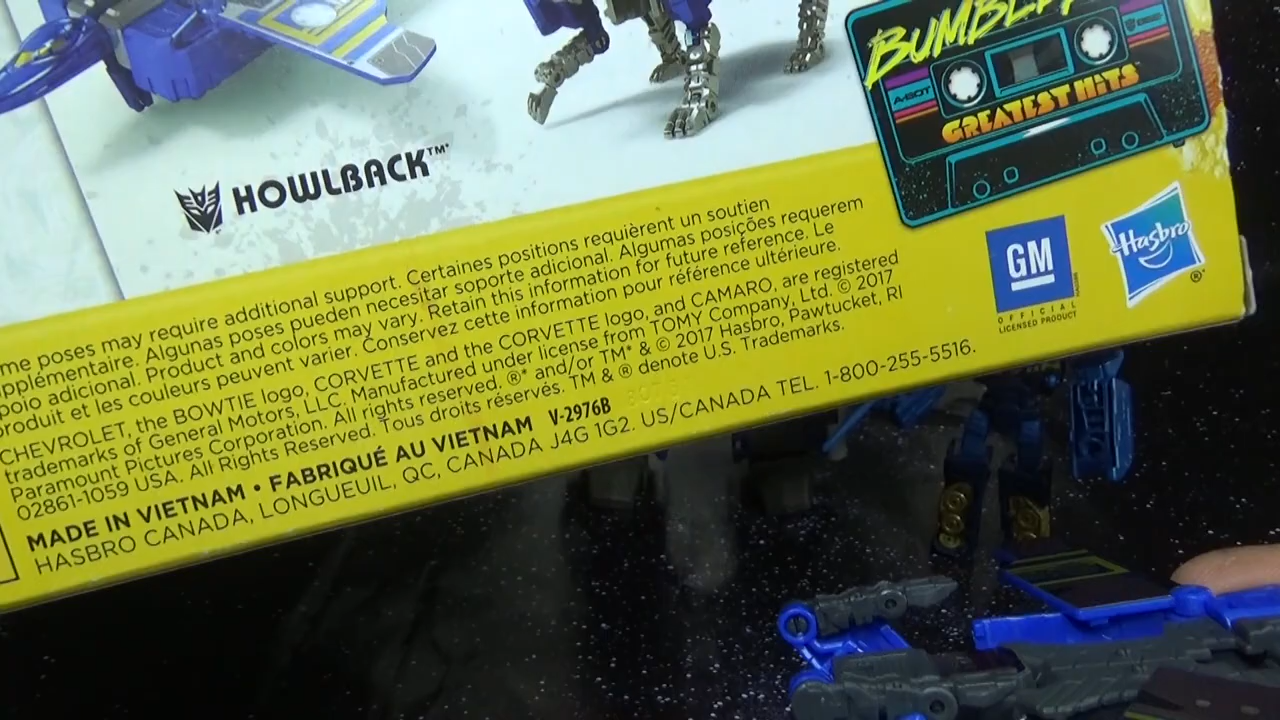 A-BOT
GREATEST HITS
HOWLBACK™
GM
OFFICIAL
LICENSED PRODUCT
Hasbro
®*
me poses may require additional support. Certaines positions requièrent un soutien
pplémentaire. Algunas poses pueden necesitar soporte adicional. Algumas posições requerem
poio adicional. Product and colors may vary. Retain this information for future reference. Le
produit et les couleurs peuvent varier. Conservez cette information pour référence ultérieure.
CHEVROLET, the BOWTIE logo, CORVETTE and the CORVETTE logo, and CAMARO, are registered
trademarks of General Motors, LLC. Manufactured under license from TOMY Company, Ltd. © 2017
Paramount Pictures Corporation. All rights reserved. ®* and/or TM* & © 2017 Hasbro, Pawtucket, RI
02861-1059 USA. All Rights Reserved. Tous droits réservés. TM & ® denote U.S. Trademarks.
MADE IN VIETNAM • FABRIQUÉ AU VIETNAM V-2976B
HASBRO CANADA, LONGUEUIL, QC, CANADA J4G 1G2. US/CANADA TEL. 1-800-255-5516.